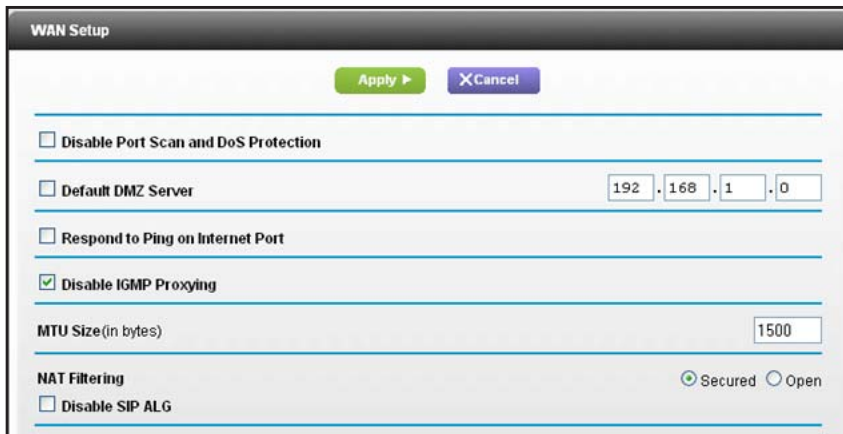 WAN Setup
Apply
Cancel
Disable Port Scan and DoS Protection
Default DMZ Server 192 . 168 . 1 . 0
Respond to Ping on Internet Port
Disable IGMP Proxying
MTU Size(in bytes) 1500
NAT Filtering Secured Open
Disable SIP ALG